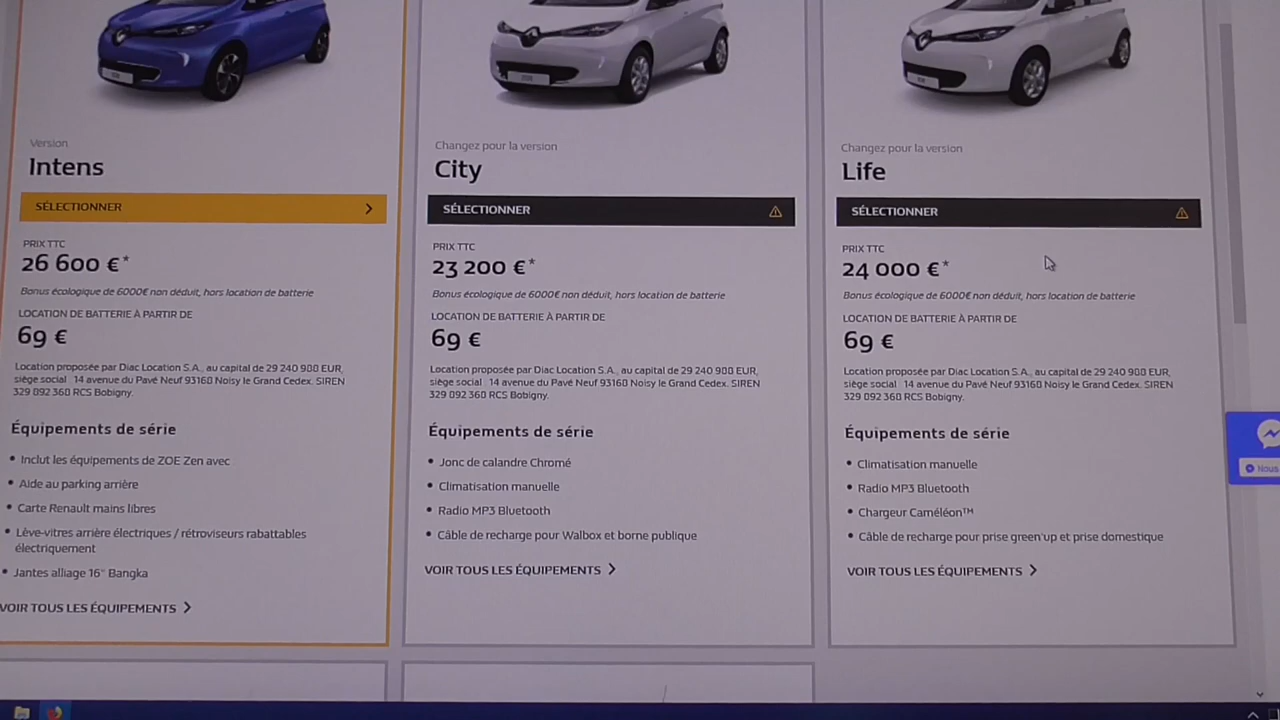 Version
Intens
SÉLECTIONNER
PRIX TTC
26 600 €*
Bonus écologique de 6000€ non déduit, hors location de batterie
LOCATION DE BATTERIE À PARTIR DE
69 €
Location proposée par Diac Location S.A., au capital de 29 240 900 EUR,
siège social 14 avenue du Pavé Neuf 93160 Noisy le Grand Cedex. SIREN
329 092 360 RCS Bobigny.
Équipements de série
• Inclut les équipements de ZOE Zen avec
• Aide au parking arrière
• Carte Renault mains libres
• Lève-vitres arrière électriques / rétroviseurs rabattables
électriquement
• Jantes alliage 16" Bangka
VOIR TOUS LES ÉQUIPEMENTS
Changez pour la version
City
SÉLECTIONNER
PRIX TTC
23 200 €*
Bonus écologique de 6000€ non déduit, hors location de batterie
LOCATION DE BATTERIE À PARTIR DE
69 €
Location proposée par Diac Location S.A., au capital de 29 240 900 EUR,
siège social 14 avenue du Pavé Neuf 93160 Noisy le Grand Cedex. SIREN
329 092 360 RCS Bobigny.
Équipements de série
• Jonc de calandre Chromé
• Climatisation manuelle
• Radio MP3 Bluetooth
• Câble de recharge pour Walbox et borne publique
VOIR TOUS LES ÉQUIPEMENTS
Changez pour la version
Life
SÉLECTIONNER
PRIX TTC
24 000 €*
Bonus écologique de 6000€ non déduit, hors location de batterie
LOCATION DE BATTERIE À PARTIR DE
69 €
Location proposée par Diac Location S.A., au capital de 29 240 900 EUR,
siège social 14 avenue du Pavé Neuf 93160 Noisy le Grand Cedex. SIREN
329 092 360 RCS Bobigny.
Équipements de série
• Climatisation manuelle
• Radio MP3 Bluetooth
• Chargeur Caméléon™
• Câble de recharge pour prise green'up et prise domestique
VOIR TOUS LES ÉQUIPEMENTS
Nous